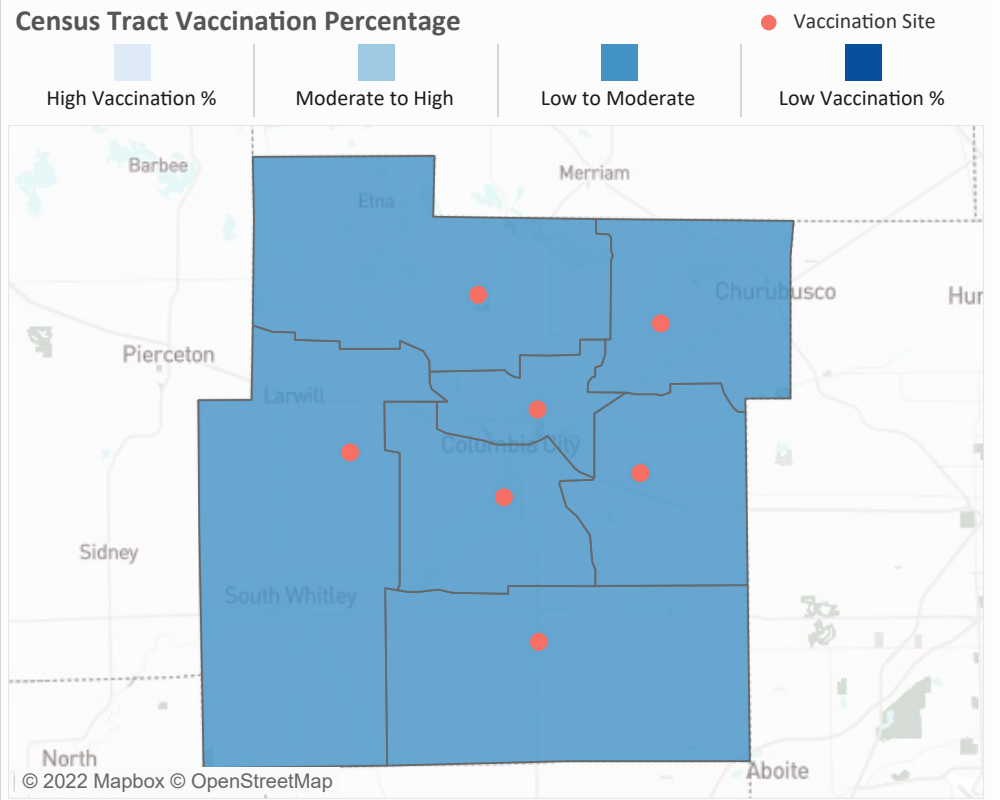 Census Tract Vaccination Percentage
Vaccination Site
High Vaccination %
Moderate to High
Low to Moderate
Low Vaccination %
Barbee
Merriam
Etna
Churubusco
Hur
Pierceton
Larwill
Columbia City
Sidney
South Whitley
North
Aboite
© 2022 Mapbox © OpenStreetMap